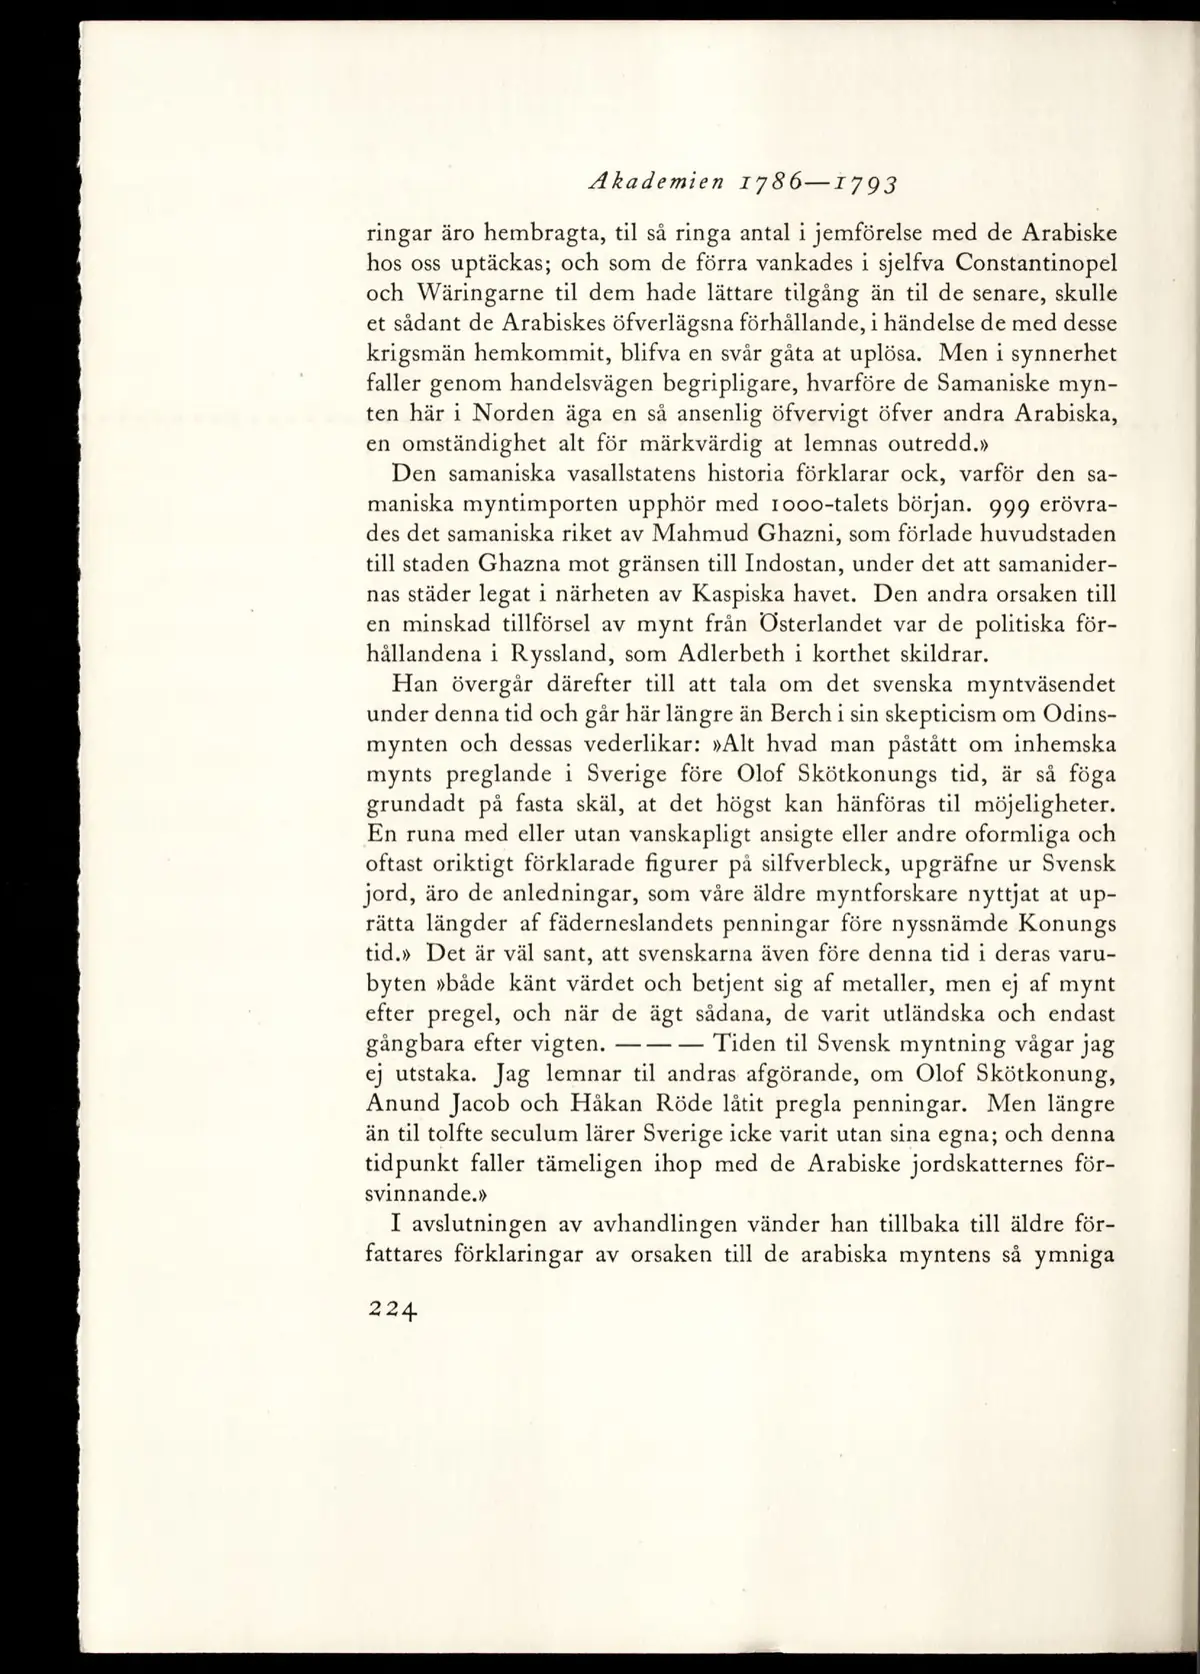 Akademien 1786—1793
ringar äro hembragta, til så ringa antal i jemförelse med de Arabiske
hos oss uptäckas; och som de förra vankades i sjelfva Constantinopel
och Wäringarne til dem hade lättare tilgång än til de senare, skulle
et sådant de Arabiskes öfverlägsna förhållande, i händelse de med desse
krigsmän hemkommit, blifva en svår gåta at uplösa. Men i synnerhet
faller genom handelsvägen begripligare, hvarföre de Samaniske myn-
ten här i Norden äga en så ansenlig öfvervigt öfver andra Arabiska,
en omständighet alt för märkvärdig at lemnas outredd.»
Den samaniska vasallstatens historia förklarar ock, varför den sa-
maniska myntimporten upphör med 1000-talets början. 999 erövra-
des det samaniska riket av Mahmud Ghazni, som förlade huvudstaden
till staden Ghazna mot gränsen till Indostan, under det att samanider-
nas städer legat i närheten av Kaspiska havet. Den andra orsaken till
en minskad tillförsel av mynt från Österlandet var de politiska för-
hållandena i Ryssland, som Adlerbeth i korthet skildrar.
Han övergår därefter till att tala om det svenska myntväsendet
under denna tid och går här längre än Berch i sin skepticism om Odins-
mynten och dessas vederlikar: »Alt hvad man påstått om inhemska
mynts preglande i Sverige före Olof Skötkonungs tid, är så föga
grundadt på fasta skäl, at det högst kan hänföras til möjeligheter.
En runa med eller utan vanskapligt ansigte eller andre oformliga och
oftast oriktigt förklarade figurer på silfverbleck, upgräfne ur Svensk
jord, äro de anledningar, som våre äldre myntforskare nyttjat at up-
rätta längder af fäderneslandets penningar före nyssnämde Konungs
tid.» Det är väl sant, att svenskarna även före denna tid i deras varu-
byten »både känt värdet och betjent sig af metaller, men ej af mynt
efter pregel, och när de ägt sådana, de varit utländska och endast
gångbara efter vigten. — — — Tiden til Svensk myntning vågar jag
ej utstaka. Jag lemnar til andras afgörande, om Olof Skötkonung,
Anund Jacob och Håkan Röde låtit pregla penningar. Men längre
än til tolfte seculum lärer Sverige icke varit utan sina egna; och denna
tidpunkt faller tämeligen ihop med de Arabiske jordskatternes för-
svinnande.»
I avslutningen av avhandlingen vänder han tillbaka till äldre för-
fattares förklaringar av orsaken till de arabiska myntens så ymniga
224